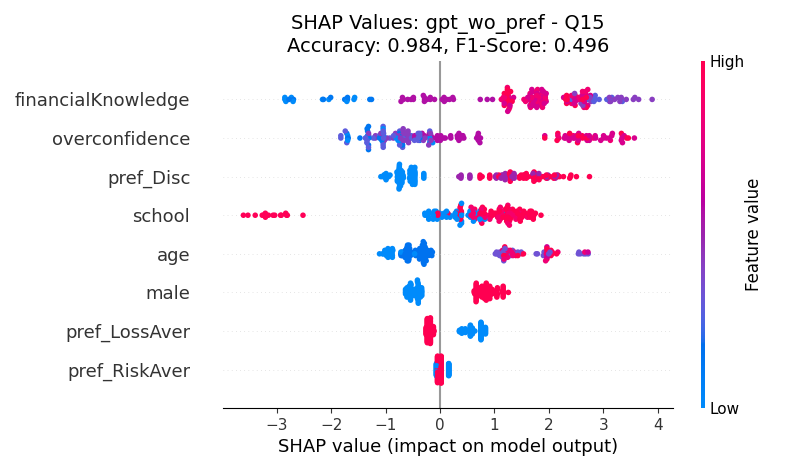 SHAP Values: gpt_wo_pref - Q15
Accuracy: 0.984, F1-Score: 0.496
High
financialKnowledge
overconfidence
pref_Disc
school
age
male
pref_LossAver
pref_RiskAver
Feature value
Low
−3 −2 −1 0 1 2 3 4
SHAP value (impact on model output)